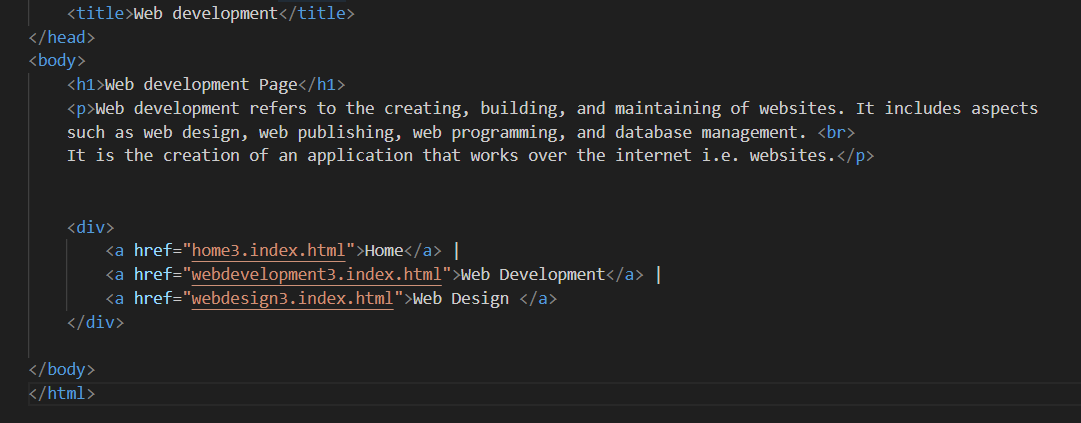 <title>Web development</title>
</head>
<body>
<h1>Web development Page</h1>
<p>Web development refers to the creating, building, and maintaining of websites. It includes aspects
such as web design, web publishing, web programming, and database management. <br>
It is the creation of an application that works over the internet i.e. websites.</p>
<div>
<a href="home3.index.html">Home</a> |
<a href="webdevelopment3.index.html">Web Development</a> |
<a href="webdesign3.index.html">Web Design </a>
</div>
</body>
</html>